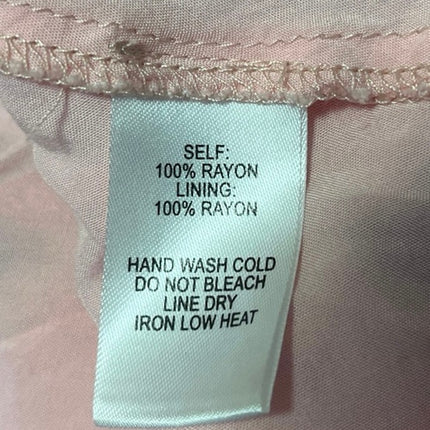 SELF:
100% RAYON
LINING:
100% RAYON
HAND WASH COLD
DO NOT BLEACH
LINE DRY
IRON LOW HEAT